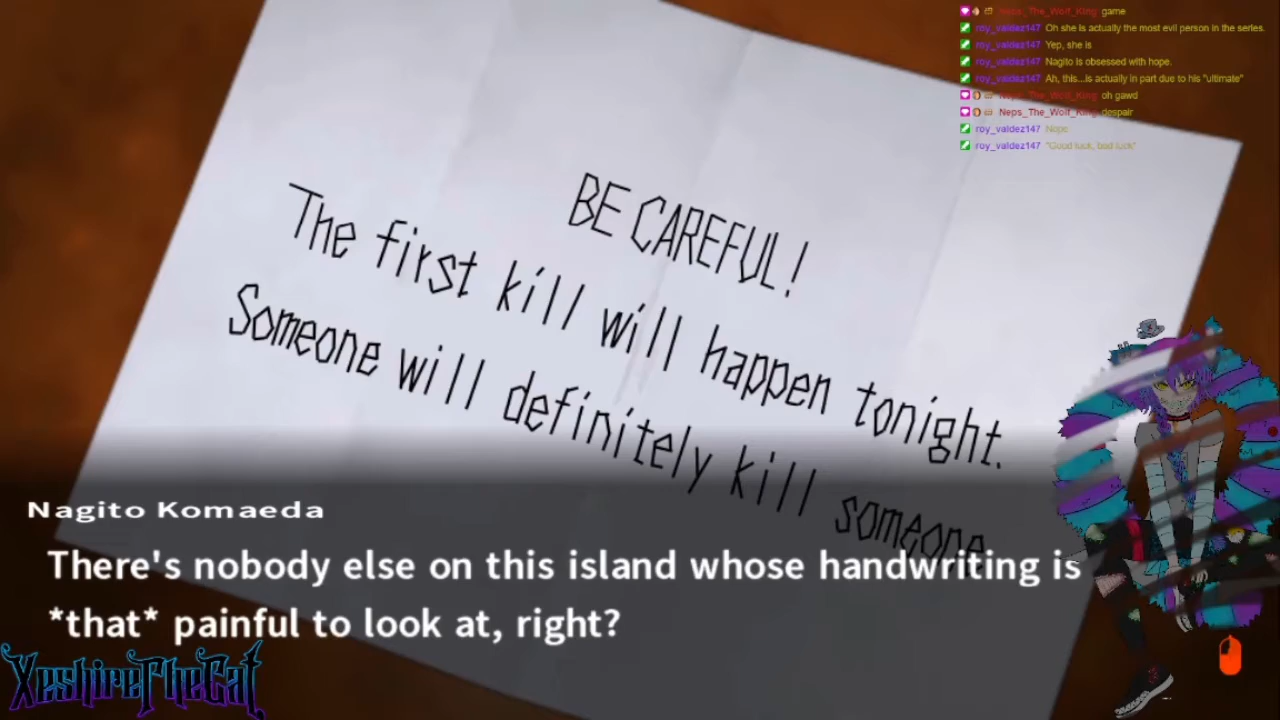 Neps_The_Wolf_King: game
roy_valdez147 Oh she is actually the most evil person in the series.
roy_valdez147 Yep, she is
roy_valdez147 Nagito is obsessed with hope.
roy_valdez147 Ah, this...is actually in part due to his "ultimate"
Neps_The_Wolf_King: oh gawd
Neps_The_Wolf_King: despair
roy_valdez147 Nope
roy_valdez147 "Good luck, bad luck"
BE CAREFUL!
The first kill will happen tonight.
Someone will definitely kill someone.
Nagito Komaeda
There's nobody else on this island whose handwriting is
*that* painful to look at, right?
XeshireTheCat